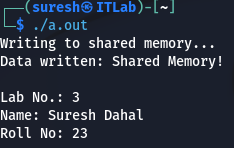 ┌──(suresh㉿ITLab)-[~]
└─$ ./a.out
Writing to shared memory...
Data written: Shared Memory!
Lab No.: 3
Name: Suresh Dahal
Roll No: 23